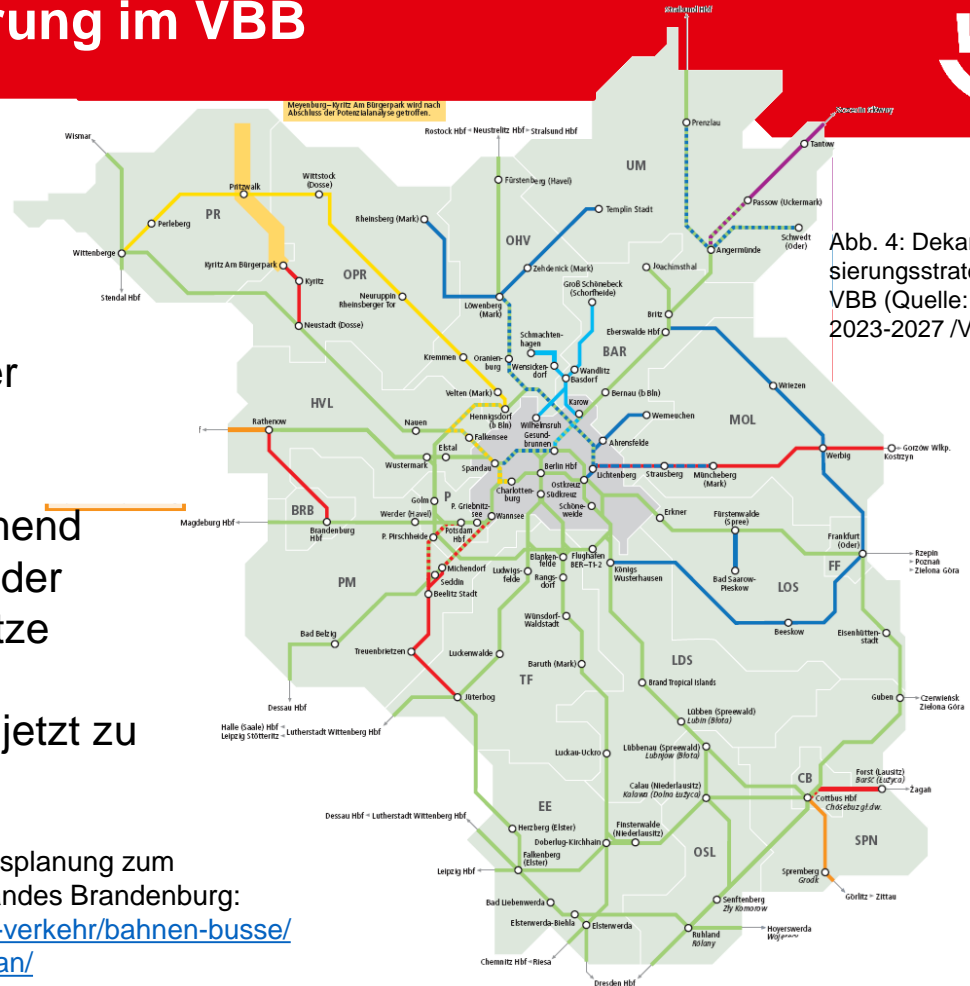 rung im VBB
Stralsund Hbf
Meyenburg–Kyritz Am Bürgerpark wird nach
Abschluss der Potenzialanalyse getroffen.
Wismar
Rostock Hbf • Neustrelitz Hbf • Stralsund Hbf
Prenzlau
Tantow
UM
Pritzwalk
Wittstock
(Dosse)
Fürstenberg (Havel)
Passow (Uckermark)
PR
Perleberg
Rheinsberg (Mark)
Templin Stadt
Schwedt
(Oder)
OHV
Angermünde
Wittenberge
Kyritz Am Bürgerpark
Zehdenick (Mark)
Joachimsthal
Abb. 4: Dekar
sierungsstrate
VBB (Quelle:
2023-2027 /V
OPR
Kyritz
Groß Schönebeck
(Schorfheide)
Stendal Hbf
Neuruppin
Rheinsberger Tor
Löwenberg
(Mark)
Britz
Neustadt (Dosse)
Eberswalde Hbf
Schmachten-
hagen
BAR
Kremmen
Oranien-
burg
Wensicken-
dorf
Wandlitz
Basdorf
er
Wriezen
HVL
Velten (Mark)
Bernau (b Bln)
Karow
Hennigsdorf
(b Bln)
Wilhelmsruh
Werneuchen
MOL
Rathenow
Nauen
Falkensee
Gesund-
brunnen
Ahrensfelde
f
Elstal
Wustermark
Spandau
Berlin Hbf
Lichtenberg
Strausberg
Müncheberg
(Mark)
Werbig
Gorzów Wlkp.
Kostrzyn
Charlotten-
burg
Ostkreuz
Südkreuz
Golm
P
P. Griebnitz-
see
Wannsee
Schöne-
weide
BRB
Werder (Havel)
Erkner
Fürstenwalde
(Spree)
Magdeburg Hbf
Brandenburg
Hbf
Potsdam
Hbf
P. Pirschheide
Frankfurt
(Oder)
hend
Blanken-
felde
Flughafen
BER–T1-2
Rzepin
Poznań
Zielona Góra
PM
Michendorf
Seddin
Ludwigs-
felde
Rangs-
dorf
Königs
Wusterhausen
Bad Saarow-
Pieskow
FF
der
Beelitz Stadt
LOS
Wünsdorf-
Waldstadt
Beeskow
tze
Bad Belzig
Eisenhütten-
stadt
Treuenbrietzen
Luckenwalde
Baruth (Mark)
LDS
TF
Brand Tropical Islands
Jüterbog
Guben
Czerwieńsk
Zielona Góra
Dessau Hbf
Lübben (Spreewald)
Lubin (Błota)
jetzt zu
Halle (Saale) Hbf
Leipzig Stötteritz
Lutherstadt Wittenberg Hbf
Luckau-Uckro
Lübbenau (Spreewald)
Lubnjow (Błota)
CB
Forst (Lausitz)
Baršć (Łužyca)
Calau (Niederlausitz)
Kalawa (Dolna Łužyca)
Cottbus Hbf
Chóśebuz gł.dw.
Żagań
EE
Dessau Hbf • Lutherstadt Wittenberg Hbf
Herzberg (Elster)
Finsterwalde
(Niederlausitz)
Doberlug-Kirchhain
SPN
OSL
splanung zum
Falkenberg
(Elster)
Leipzig Hbf
Spremberg
Grodk
andes Brandenburg:
Görlitz • Zittau
Bad Liebenwerda
Senftenberg
Zły Komorow
-verkehr/bahnen-busse/
Elsterwerda-Biehla
Elsterwerda
Ruhland
Rólany
Hoyerswerda
an/
Chemnitz Hbf • Riesa
Dresden Hbf